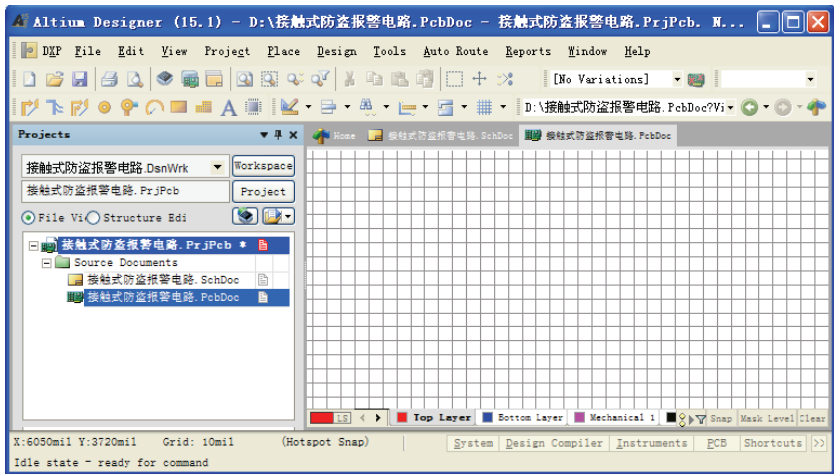 Altium Designer (15.1) - D:\接触式防盗报警电路.PcbDoc - 接触式防盗报警电路.PrjPcb. N...
DXP File Edit View Project Place Design Tools Auto Route Reports Window Help
[No Variations]
D:\接触式防盗报警电路.PcbDoc?Vi
Projects
Home 接触式防盗报警电路.SchDoc 接触式防盗报警电路.PcbDoc
接触式防盗报警电路.DsnWrk Workspace
接触式防盗报警电路.PrjPcb Project
File Vi Structure Edi
接触式防盗报警电路.PrjPcb *
Source Documents
接触式防盗报警电路.SchDoc
接触式防盗报警电路.PcbDoc
LS Top Layer Bottom Layer Mechanical 1 Snap Mask Level Clear
X:6050mil Y:3720mil Grid: 10mil (Hotspot Snap) System Design Compiler Instruments PCB Shortcuts >>
Idle state - ready for command